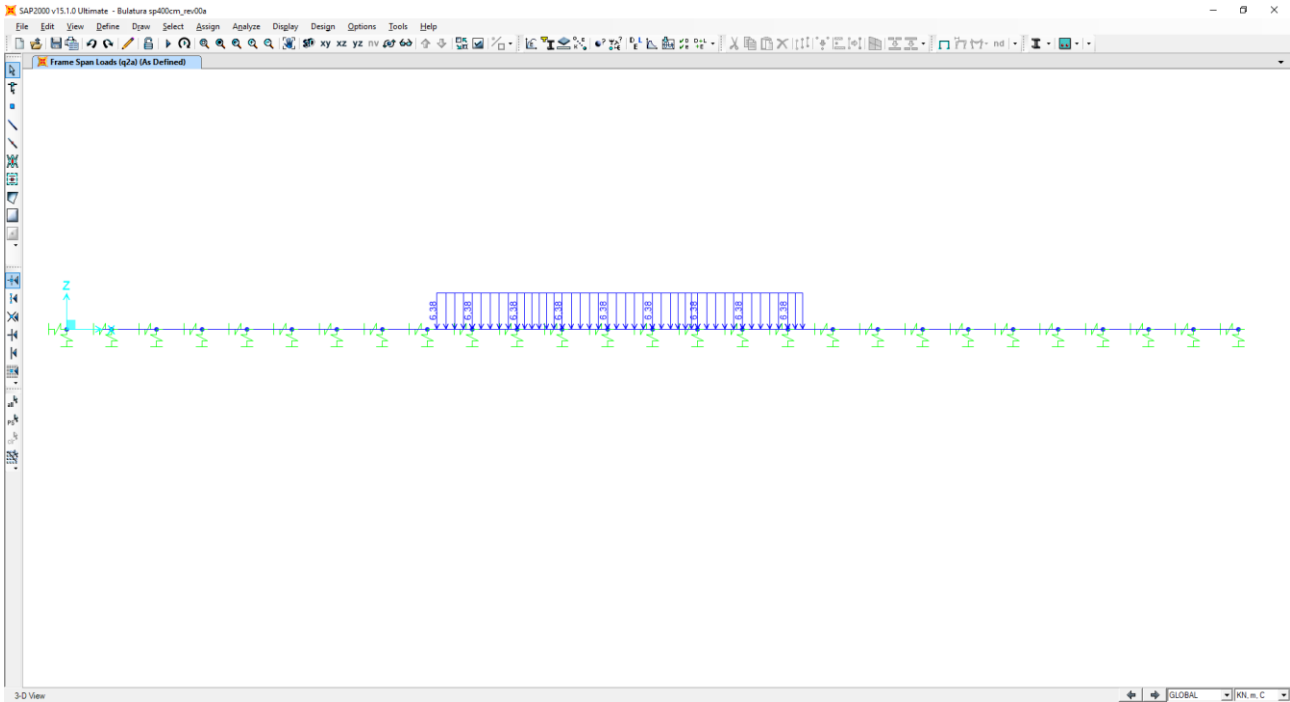 SAP2000 v15.1.0 Ultimate - Bulatura sp400cm_rev00a
File Edit View Define Draw Select Assign Analyze Display Design Options Tools Help
xy xz yz nv nd
Frame Span Loads (q2a) (As Defined)
Z
6.38 6.38 6.38 6.38 6.38 6.38 6.38 6.38 6.38
3-D View GLOBAL KN, m, C